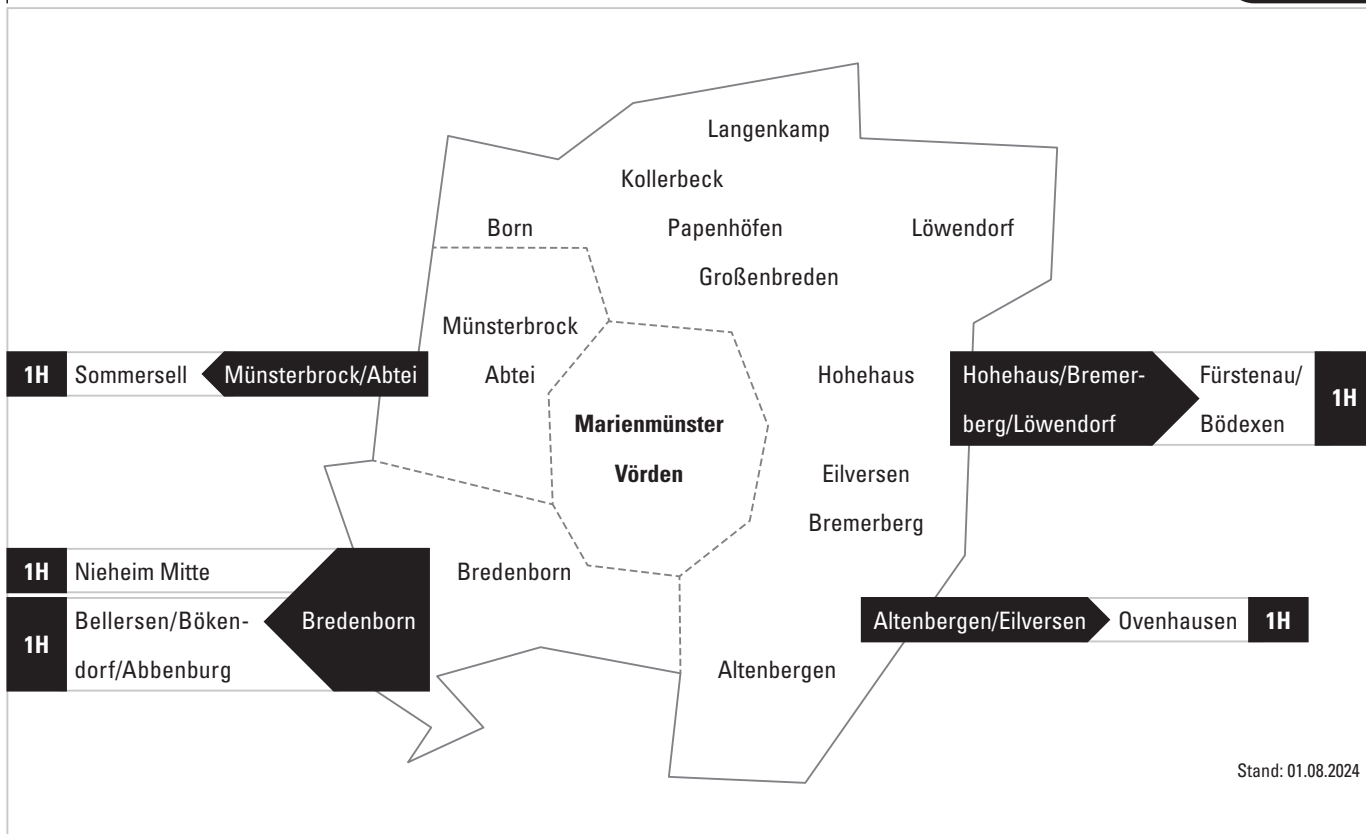 Langenkamp
Kollerbeck
Born
Papenhöfen
Löwendorf
Großenbreden
Münsterbrock
1H Sommersell Münsterbrock/Abtei
Abtei
Hohehaus
Hohehaus/Bremer-
berg/Löwendorf
Fürstenau/
Bödexen
1H
Marienmünster
Vörden
Eilversen
Bremerberg
1H Nieheim Mitte
Bredenborn
1H
Bellersen/Böken-
dorf/Abbenburg
Bredenborn
Altenbergen/Eilversen Ovenhausen 1H
Altenbergen
Stand: 01.08.2024